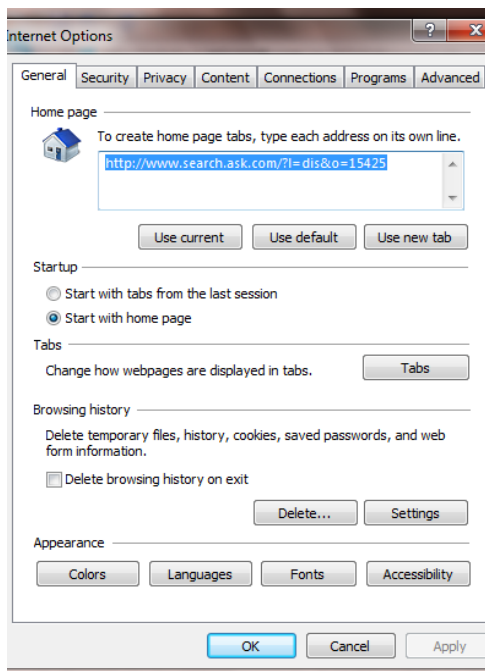 Internet Options
General Security Privacy Content Connections Programs Advanced
Home page
To create home page tabs, type each address on its own line.
http://www.search.ask.com/?l=dis&o=15425
Use current Use default Use new tab
Startup
Start with tabs from the last session
Start with home page
Tabs
Change how webpages are displayed in tabs. Tabs
Browsing history
Delete temporary files, history, cookies, saved passwords, and web
form information.
Delete browsing history on exit
Delete... Settings
Appearance
Colors Languages Fonts Accessibility
OK Cancel Apply